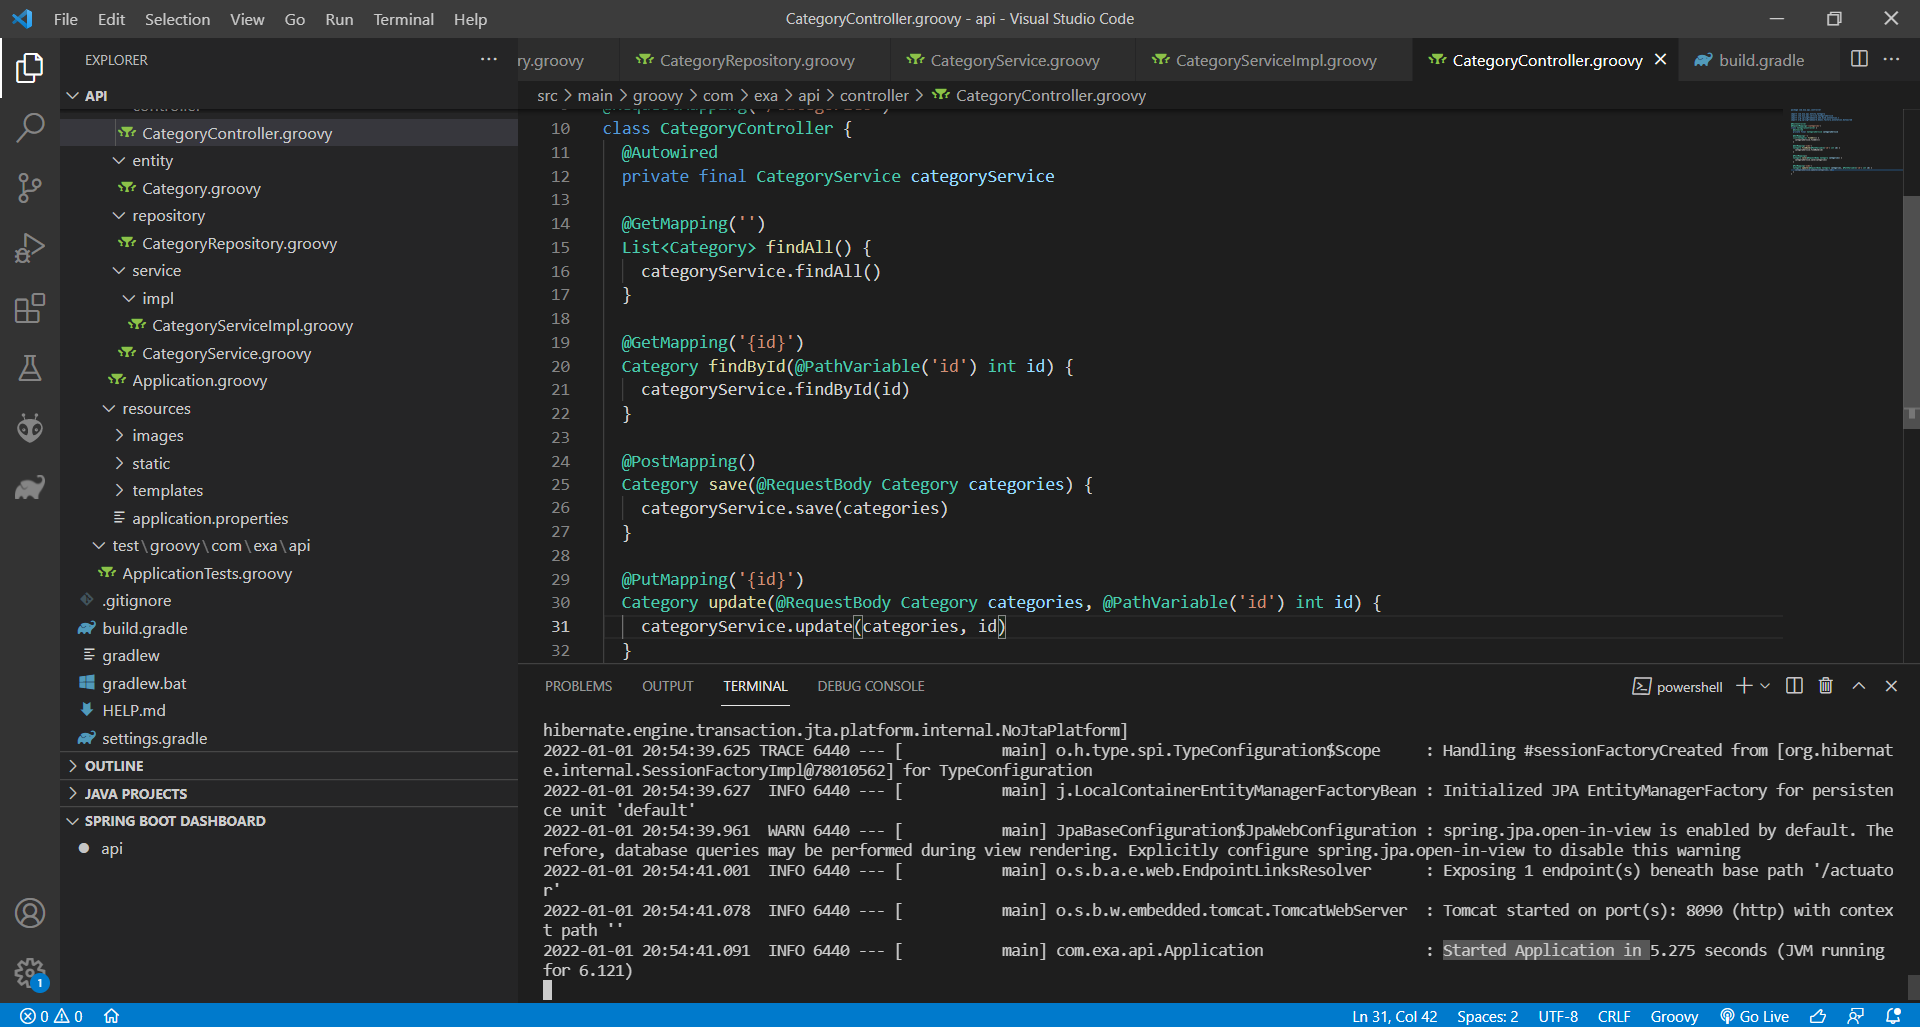 File Edit Selection View Go Run Terminal Help
CategoryController.groovy - api - Visual Studio Code
EXPLORER
API
CategoryController.groovy
entity
Category.groovy
repository
CategoryRepository.groovy
service
impl
CategoryServiceImpl.groovy
CategoryService.groovy
Application.groovy
resources
images
static
templates
application.properties
test\groovy\com\exa\api
ApplicationTests.groovy
.gitignore
build.gradle
gradlew
gradlew.bat
HELP.md
settings.gradle
OUTLINE
JAVA PROJECTS
SPRING BOOT DASHBOARD
api
1
ry.groovy CategoryRepository.groovy CategoryService.groovy CategoryServiceImpl.groovy CategoryController.groovy build.gradle
src > main > groovy > com > exa > api > controller > CategoryController.groovy
10 class CategoryController {
11 @Autowired
12 private final CategoryService categoryService
13
14 @GetMapping('')
15 List<Category> findAll() {
16 categoryService.findAll()
17 }
18
19 @GetMapping('{id}')
20 Category findById(@PathVariable('id') int id) {
21 categoryService.findById(id)
22 }
23
24 @PostMapping()
25 Category save(@RequestBody Category categories) {
26 categoryService.save(categories)
27 }
28
29 @PutMapping('{id}')
30 Category update(@RequestBody Category categories, @PathVariable('id') int id) {
31 categoryService.update(categories, id)
32 }
PROBLEMS OUTPUT TERMINAL DEBUG CONSOLE
powershell
hibernate.engine.transaction.jta.platform.internal.NoJtaPlatform]
2022-01-01 20:54:39.625 TRACE 6440 --- [ main] o.h.type.spi.TypeConfiguration$Scope : Handling #sessionFactoryCreated from [org.hibernat
e.internal.SessionFactoryImpl@78010562] for TypeConfiguration
2022-01-01 20:54:39.627 INFO 6440 --- [ main] j.LocalContainerEntityManagerFactoryBean : Initialized JPA EntityManagerFactory for persisten
ce unit 'default'
2022-01-01 20:54:39.961 WARN 6440 --- [ main] JpaBaseConfiguration$JpaWebConfiguration : spring.jpa.open-in-view is enabled by default. The
refore, database queries may be performed during view rendering. Explicitly configure spring.jpa.open-in-view to disable this warning
2022-01-01 20:54:41.001 INFO 6440 --- [ main] o.s.b.a.e.web.EndpointLinksResolver : Exposing 1 endpoint(s) beneath base path '/actuato
r'
2022-01-01 20:54:41.078 INFO 6440 --- [ main] o.s.b.w.embedded.tomcat.TomcatWebServer : Tomcat started on port(s): 8090 (http) with contex
t path ''
2022-01-01 20:54:41.091 INFO 6440 --- [ main] com.exa.api.Application : Started Application in 5.275 seconds (JVM running
for 6.121)
0 0
Ln 31, Col 42 Spaces: 2 UTF-8 CRLF Groovy Go Live